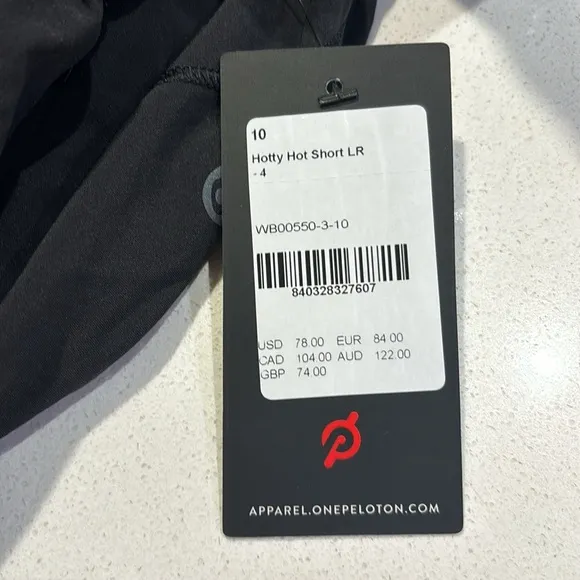 10
Hotty Hot Short LR
- 4
WB00550-3-10
840328327607
USD 78.00 EUR 84.00
CAD 104.00 AUD 122.00
GBP 74.00
APPAREL.ONEPELOTON.COM